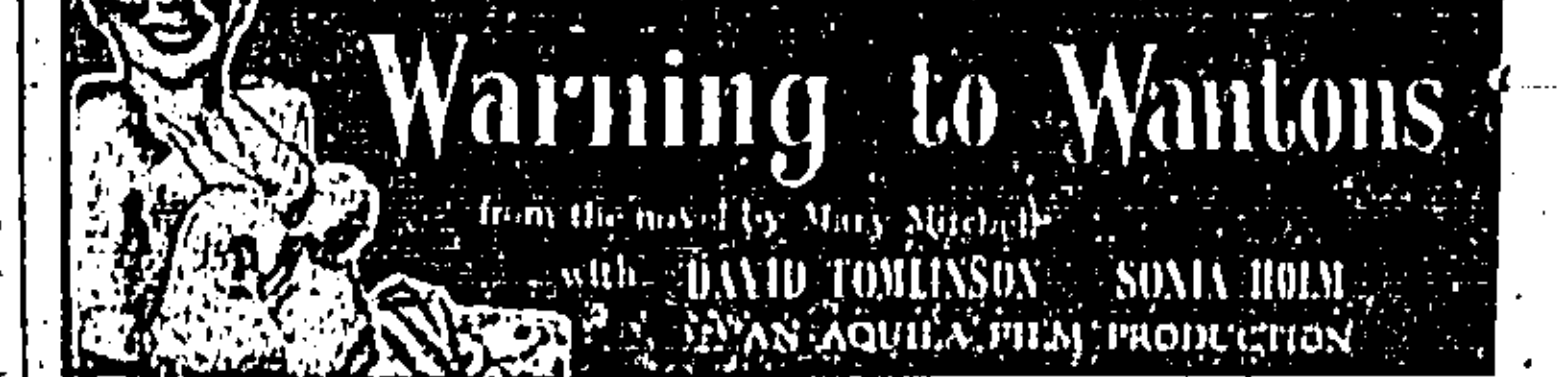 Warning to Wantons
from the novel by Mary Mitchell
with DAVID TOMLINSON SONIA HOLM
AN AQUILA FILM PRODUCTION